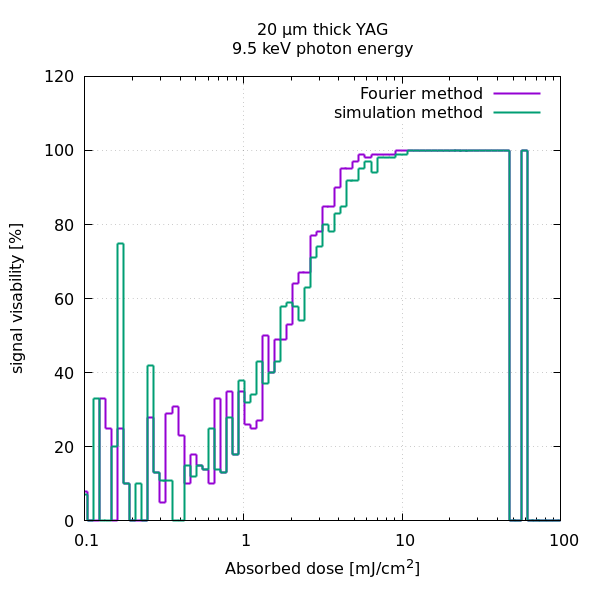 20 µm thick YAG
9.5 keV photon energy
120
100
80
60
40
20
0
signal visability [%]
Fourier method
simulation method
0.1
1
10
100
Absorbed dose [mJ/cm²]